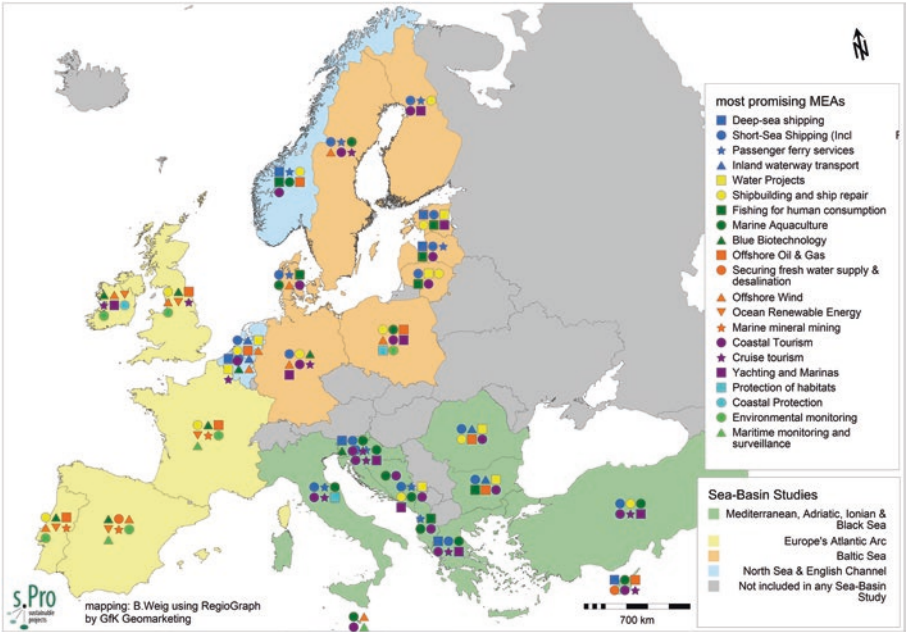 N
most promising MEAs
Deep-sea shipping
Short-Sea Shipping (Incl F
Passenger ferry services
Inland waterway transport
Water Projects
Shipbuilding and ship repair
Fishing for human consumption
Marine Aquaculture
Blue Biotechnology
Offshore Oil & Gas
Securing fresh water supply &
desalination
Offshore Wind
Ocean Renewable Energy
Marine mineral mining
Coastal Tourism
Cruise tourism
Yachting and Marinas
Protection of habitats
Coastal Protection
Environmental monitoring
Maritime monitoring and
surveillance
Sea-Basin Studies
Mediterranean, Adriatic, Ionian &
Black Sea
Europe's Atlantic Arc
Baltic Sea
North Sea & English Channel
Not included in any Sea-Basin
Study
s.Pro
sustainable
projects
mapping: B.Weig using RegioGraph
by GfK Geomarketing
700 km